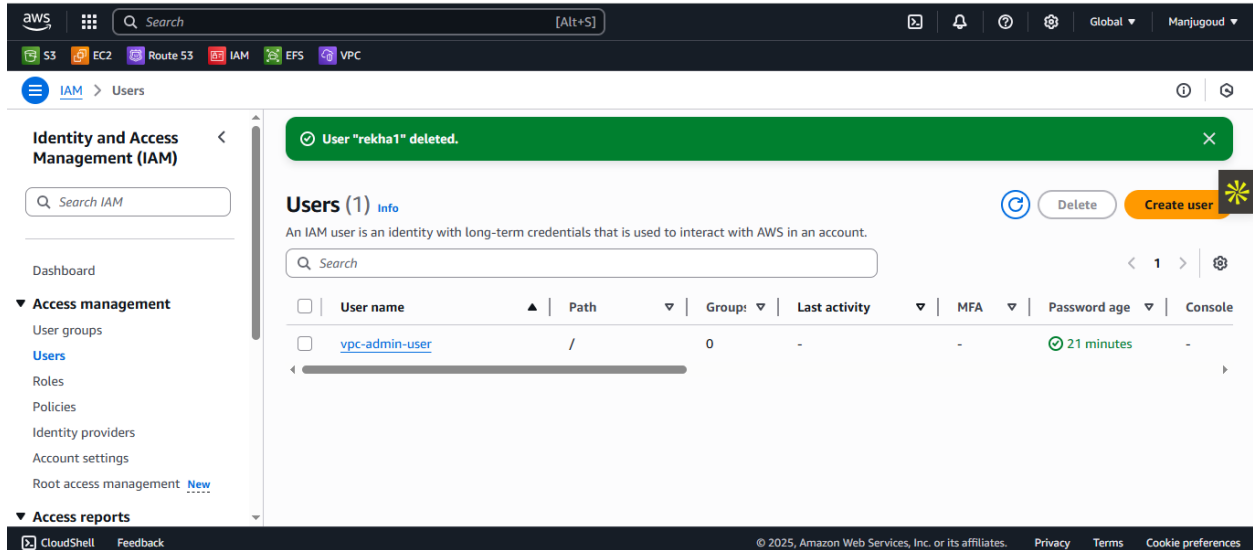 aws Search [Alt+S] Global Manjugoud
S3 EC2 Route 53 IAM EFS VPC
IAM > Users
Identity and Access
Management (IAM)
Search IAM
Dashboard
Access management
User groups
Users
Roles
Policies
Identity providers
Account settings
Root access management New
Access reports
User "rekha1" deleted.
Users (1) Info
Delete
Create user
An IAM user is an identity with long-term credentials that is used to interact with AWS in an account.
Search
1
User name Path Group: Last activity MFA Password age Console
vpc-admin-user / 0 - - 21 minutes -
CloudShell Feedback © 2025, Amazon Web Services, Inc. or its affiliates. Privacy Terms Cookie preferences